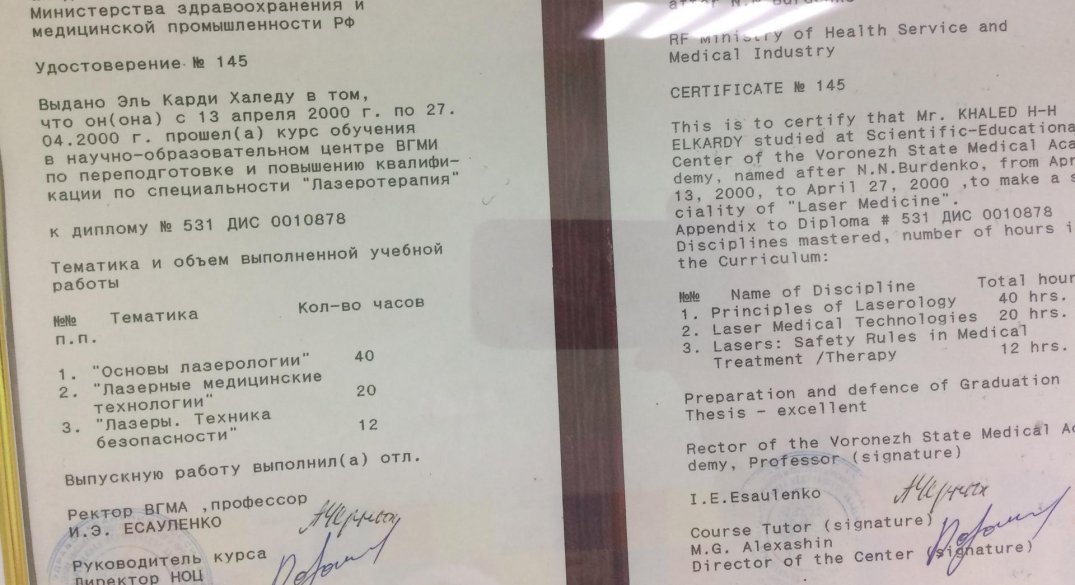 Министерства здравоохранения и
медицинской промышленности РФ
Удостоверение № 145
Выдано Эль Карди Халеду в том,
что он(она) с 13 апреля 2000 г. по 27.
04.2000 г. прошел(а) курс обучения
в научно-образовательном центре ВГМИ
по переподготовке и повышению квалифи-
кации по специальности "Лазеротерапия"
к диплому № 531 ДИС 0010878
Тематика и объем выполненной учебной
работы
№№ Тематика Кол-во часов
п.п.
1. "Основы лазерологии" 40
2. "Лазерные медицинские
технологии" 20
3. "Лазеры. Техника
безопасности" 12
Выпускную работу выполнил(а) отл.
Ректор ВГМА ,профессор
И.Э. ЕСАУЛЕНКО
Руководитель курса
Директор НОЦ
after N.N Burdenko
RF Ministry of Health Service and
Medical Industry
CERTIFICATE № 145
This is to certify that Mr. KHALED H-H
ELKARDY studied at Scientific-Educationa
Center of the Voronezh State Medical Aca
demy, named after N.N.Burdenko, from Apr
13, 2000, to April 27, 2000 ,to make a s
ciality of "Laser Medicine".
Appendix to Diploma # 531 ДИС 0010878
Disciplines mastered, number of hours i
the Curriculum:
№№ Name of Discipline Total hour
1. Principles of Laserology 40 hrs.
2. Laser Medical Technologies 20 hrs.
3. Lasers: Safety Rules in Medical
Treatment /Therapy 12 hrs.
Preparation and defence of Graduation
Thesis - excellent
Rector of the Voronezh State Medical Ac
demy, Professor (signature)
I.E.Esaulenko
Course Tutor (signature)
M.G. Alexashin
Director of the Center (signature)